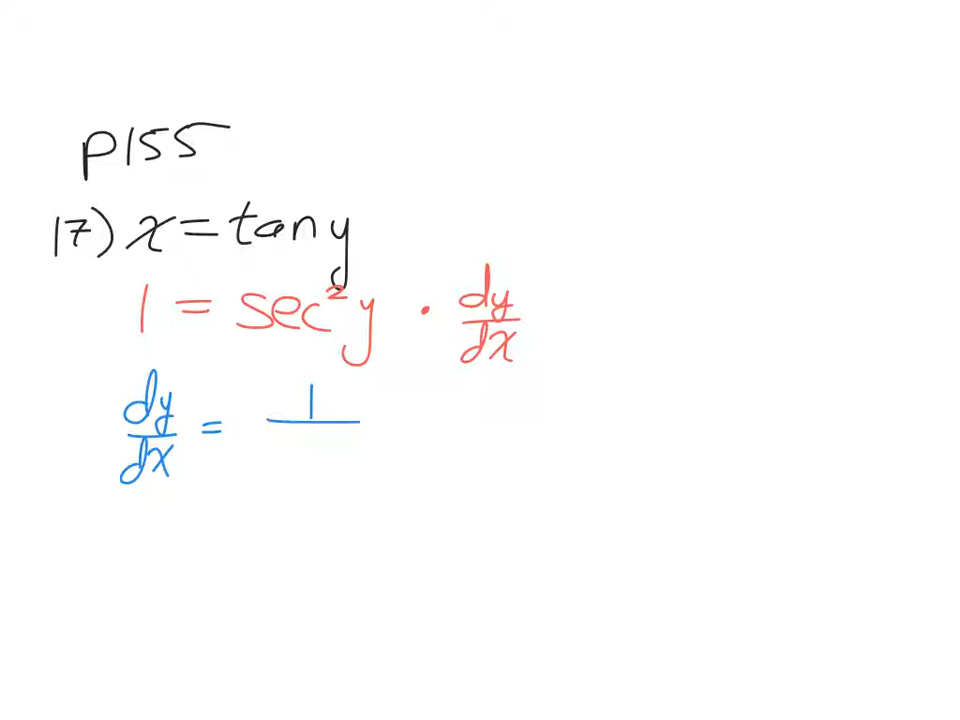 p155
17) x = tan y
1 = sec²y · dy/dx
dy/dx = 1/